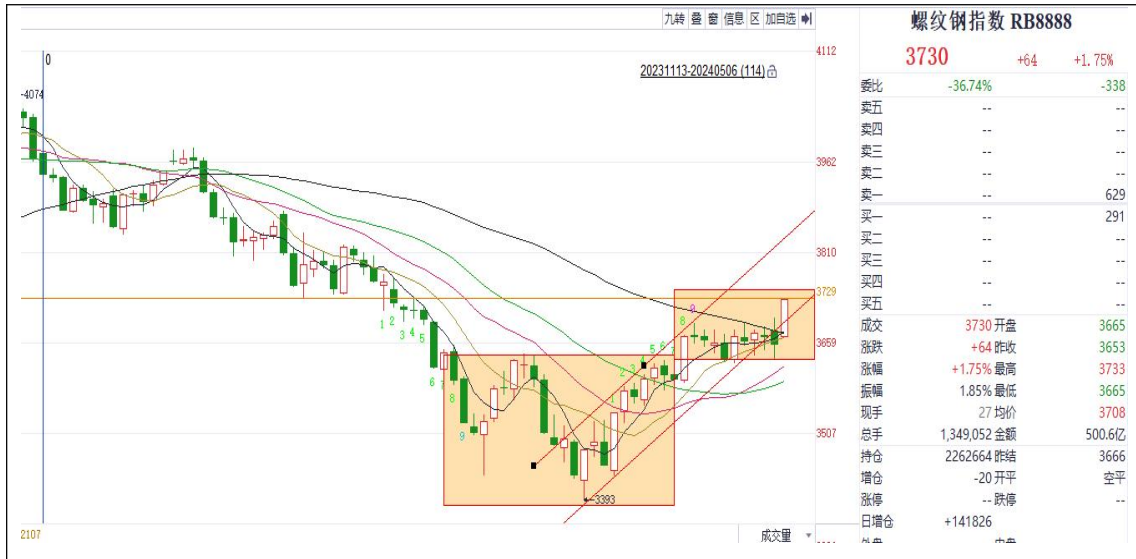 九转 叠 窗 信息 区 加自选
螺纹钢指数 RB8888
3730 +64 +1.75%
20231113-20240506 (114)
0
4074
4112
3962
3810
3729
3659
3507
1 2 3 4 5 6 7 8 9
1 2 3 4 5 6 8 9
3393
2107
成交量
委比 -36.74% -338
卖五 -- --
卖四 -- --
卖三 -- --
卖二 -- --
卖一 -- 629
买一 -- 291
买二 -- --
买三 -- --
买四 -- --
买五 -- --
成交 3730 开盘 3665
涨跌 +64 昨收 3653
涨幅 +1.75% 最高 3733
振幅 1.85% 最低 3665
现手 27 均价 3708
总手 1,349,052 金额 500.6亿
持仓 2262664 昨结 3666
增仓 -20 开平 空平
涨停 -- 跌停 --
日增仓 +141826